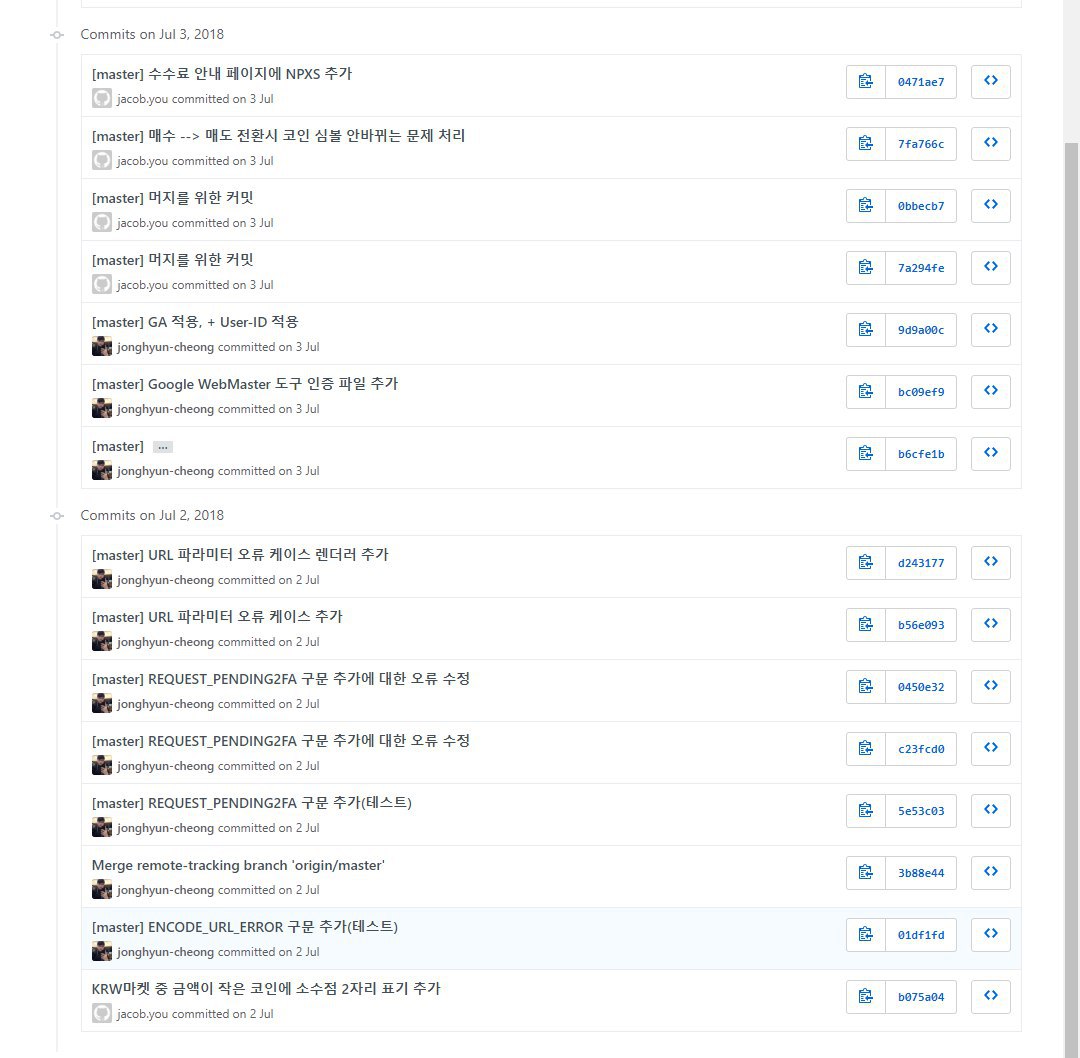 Commits on Jul 3, 2018
[master] 수수료 안내 페이지에 NPXS 추가
0471ae7
jacob.you committed on 3 Jul
[master] 매수 --> 매도 전환시 코인 심볼 안바뀌는 문제 처리
7fa766c
jacob.you committed on 3 Jul
[master] 머지를 위한 커밋
0bbecb7
jacob.you committed on 3 Jul
[master] 머지를 위한 커밋
7a294fe
jacob.you committed on 3 Jul
[master] GA 적용, + User-ID 적용
9d9a00c
jonghyun-cheong committed on 3 Jul
[master] Google WebMaster 도구 인증 파일 추가
bc09ef9
jonghyun-cheong committed on 3 Jul
[master] ...
b6cfe1b
jonghyun-cheong committed on 3 Jul
Commits on Jul 2, 2018
[master] URL 파라미터 오류 케이스 렌더러 추가
d243177
jonghyun-cheong committed on 2 Jul
[master] URL 파라미터 오류 케이스 추가
b56e093
jonghyun-cheong committed on 2 Jul
[master] REQUEST_PENDING2FA 구문 추가에 대한 오류 수정
0450e32
jonghyun-cheong committed on 2 Jul
[master] REQUEST_PENDING2FA 구문 추가에 대한 오류 수정
c23fcd0
jonghyun-cheong committed on 2 Jul
[master] REQUEST_PENDING2FA 구문 추가(테스트)
5e53c03
jonghyun-cheong committed on 2 Jul
Merge remote-tracking branch 'origin/master'
3b88e44
jonghyun-cheong committed on 2 Jul
[master] ENCODE_URL_ERROR 구문 추가(테스트)
01df1fd
jonghyun-cheong committed on 2 Jul
KRW마켓 중 금액이 작은 코인에 소수점 2자리 표기 추가
b075a04
jacob.you committed on 2 Jul